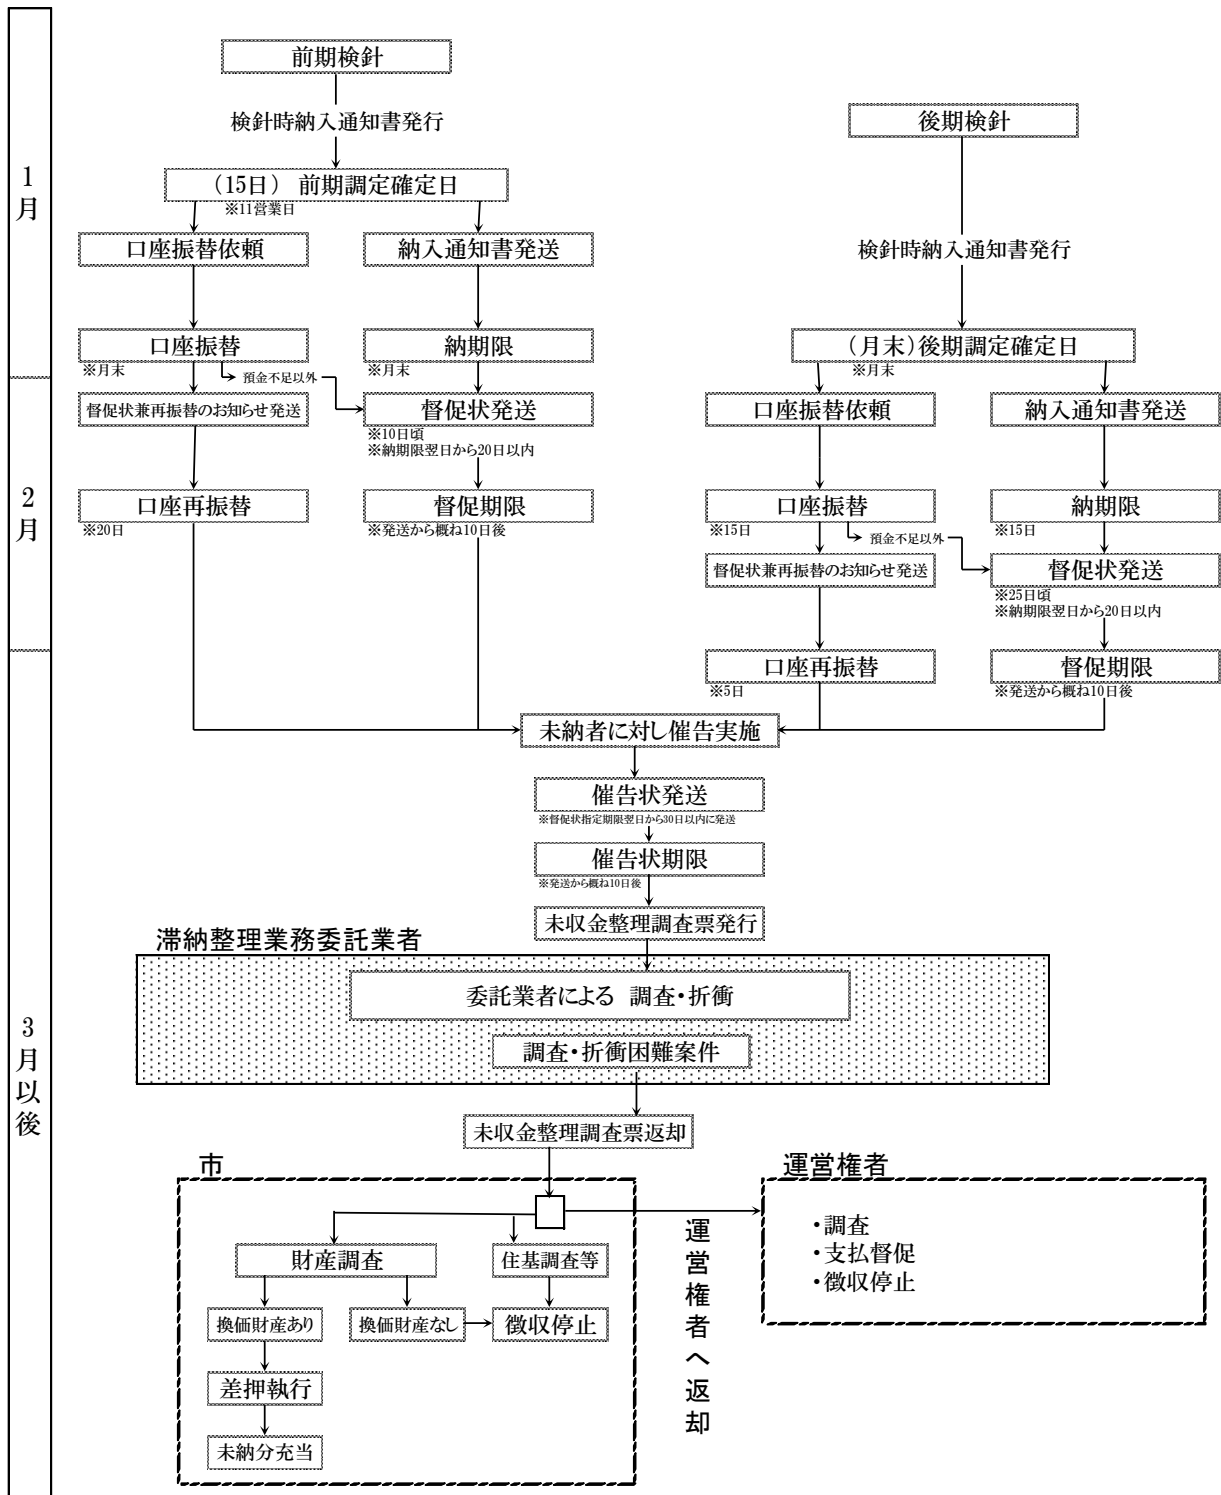 1月
前期検針
検針時納入通知書発行
（15日） 前期調定確定日
※11営業日
口座振替依頼
納入通知書発送
口座振替
※月末
預金不足以外
納期限
※月末
後期検針
検針時納入通知書発行
（月末）後期調定確定日
※月末
2月
督促状兼再振替のお知らせ発送
督促状発送
※10日頃
※納期限翌日から20日以内
口座再振替
※20日
督促期限
※発送から概ね10日後
口座振替依頼
納入通知書発送
口座振替
※15日
預金不足以外
納期限
※15日
督促状兼再振替のお知らせ発送
督促状発送
※25日頃
※納期限翌日から20日以内
3月以後
口座再振替
※5日
督促期限
※発送から概ね10日後
未納者に対し催告実施
催告状発送
※督促状指定期限翌日から30日以内に発送
催告状期限
※発送から概ね10日後
未収金整理調査票発行
滞納整理業務委託業者
委託業者による 調査・折衝
調査・折衝困難案件
未収金整理調査票返却
市
財産調査
住基調査等
換価財産あり
換価財産なし
徴収停止
差押執行
未納分充当
運営権者へ返却
運営権者
・調査
・支払督促
・徴収停止